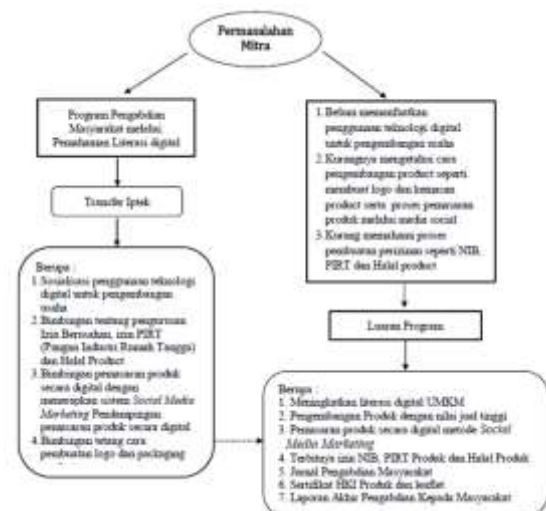 Permasalahan
Mitra
Program Pengabdian
Masyarakat melalui
Pemahaman Literasi digital
Transfer Iptek
Berupa :
1. Sosialisasi penggunaan teknologi
digital untuk pengembangan
usaha
2. Bimbingan tentang pengurusan
Izin Berusahan, izin PIRT
(Pangan Industri Rumah Tangga)
dan Halal Product
3. Bimbingan pemasaran produk
secara digital dengan
menerapkan sistem Social Media
Marketing Pendampingan
pemasaran produk secara digital
4. Bimbingan tetang cara
pembuatan logo dan packaging
1. Belum memanfaatkan
penggunaan teknologi digital
untuk pengembangan usaha
2. Kurangnya mengetahui cara
pengembangan product seperti
membuat logo dan kemasan
product serta proses pemasaran
produk melalui media social
3. Kurang memahami proses
pembuatan perizinan seperti NIB,
PIRT dan Halal product
Luaran Program
Berupa :
1. Meningkatkan literasi digital UMKM
2. Pengembangan Produk dengan nilai jual tinggi
3. Pemasaran produk secara digital metode Social
Media Marketing
4. Terbitnya izin NIB, PIRT Produk dan Halal Produk
5. Jurnal Pengabdian Masyarakat
6. Sertifikat HKI Produk dan leaflet
7. Laporan Akhir Pengabdian Kepada Masyarakat